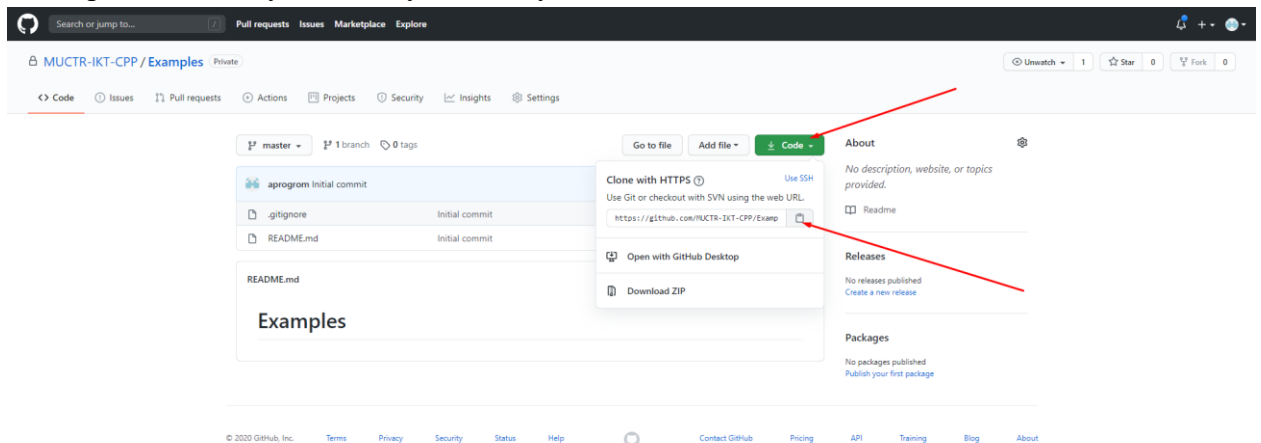 Search or jump to... / Pull requests Issues Marketplace Explore
MUCTR-IKT-CPP / Examples Private Unwatch 1 Star 0 Fork 0
<> Code Issues Pull requests Actions Projects Security Insights Settings
master 1 branch 0 tags Go to file Add file Code About
No description, website, or topics
provided.
aprogrom Initial commit Clone with HTTPS Use SSH
Use Git or checkout with SVN using the web URL.
.gitignore Initial commit https://github.com/MUCTR-IKT-CPP/Examp Readme
README.md Initial commit
Open with GitHub Desktop Releases
README.md No releases published
Download ZIP Create a new release
Examples
Packages
No packages published
Publish your first package
© 2020 GitHub, Inc. Terms Privacy Security Status Help Contact GitHub Pricing API Training Blog About